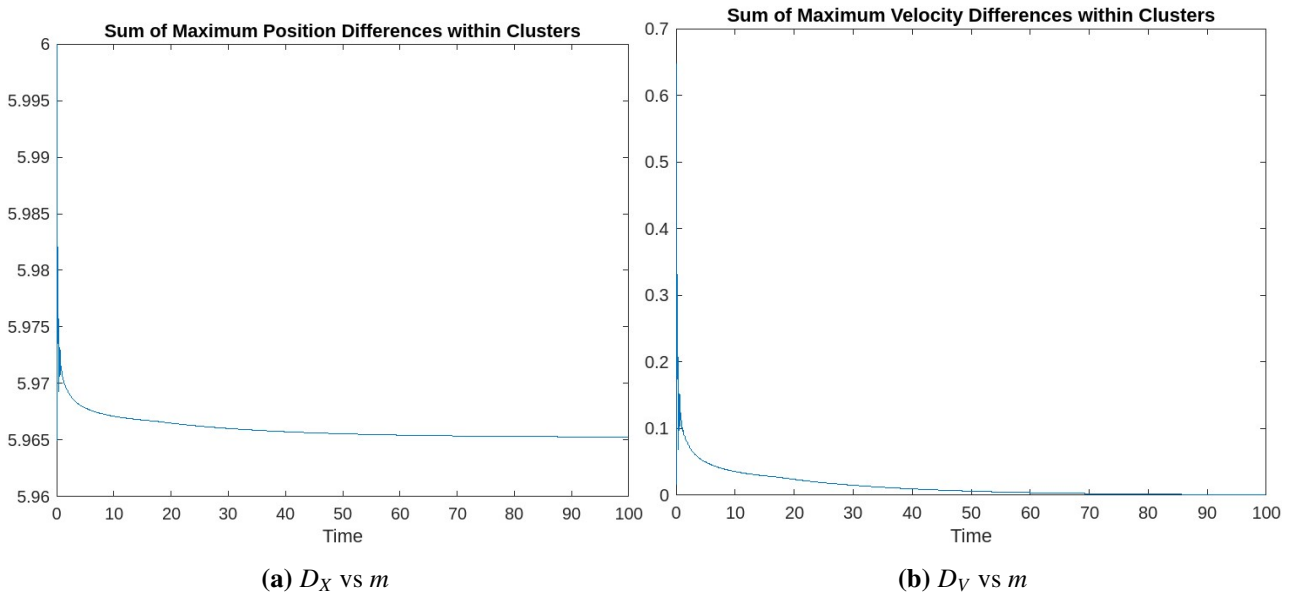 Sum of Maximum Position Differences within Clusters
6
5.995
5.99
5.985
5.98
5.975
5.97
5.965
5.96
0 10 20 30 40 50 60 70 80 90 100
Time
(a) D_X vs m
Sum of Maximum Velocity Differences within Clusters
0.7
0.6
0.5
0.4
0.3
0.2
0.1
0
0 10 20 30 40 50 60 70 80 90 100
Time
(b) D_V vs m